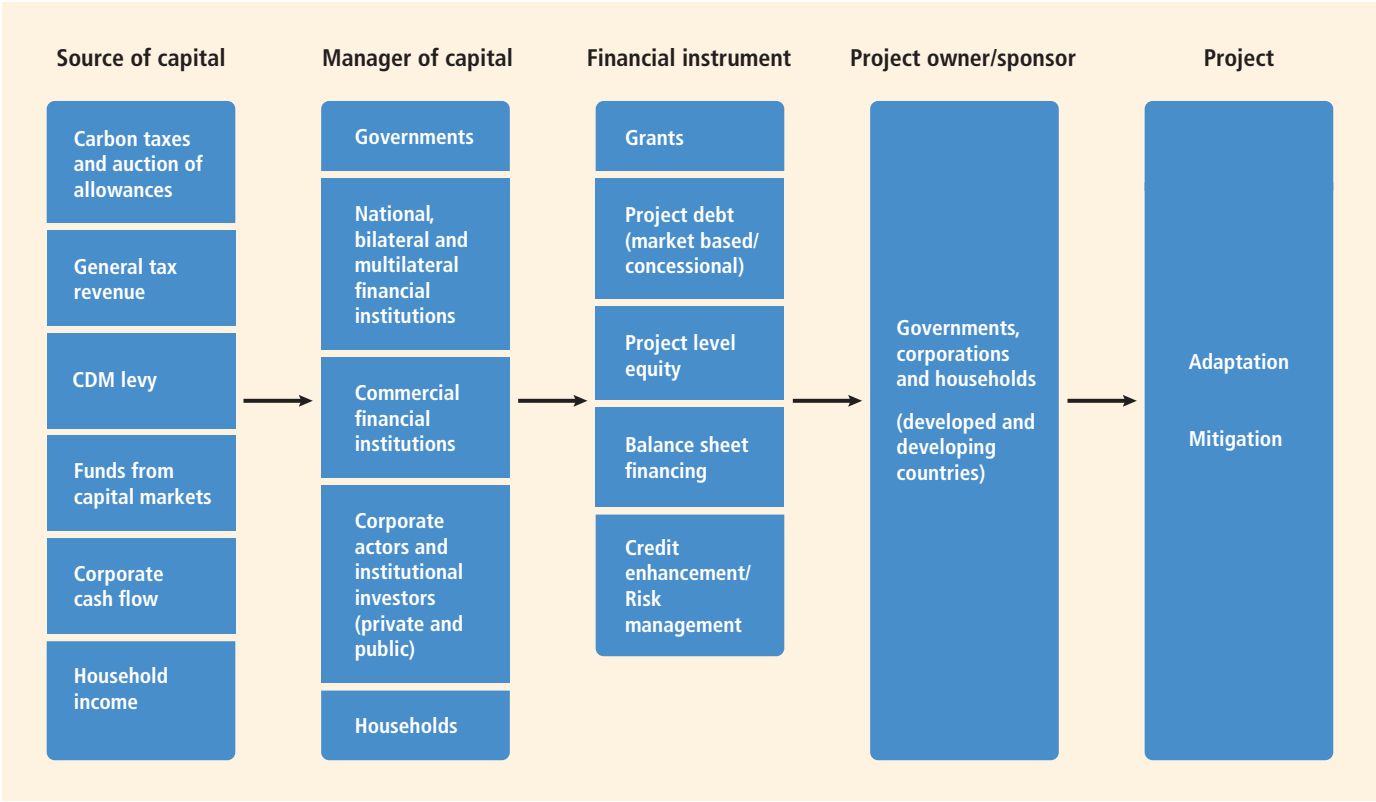 Source of capital
Carbon taxes
and auction of
allowances
General tax
revenue
CDM levy
Funds from
capital markets
Corporate
cash flow
Household
income
Manager of capital
Governments
National,
bilateral and
multilateral
financial
institutions
Commercial
financial
institutions
Corporate
actors and
institutional
investors
(private and
public)
Households
Financial instrument
Grants
Project debt
(market based/
concessional)
Project level
equity
Balance sheet
financing
Credit
enhancement/
Risk
management
Project owner/sponsor
Governments,
corporations
and households
(developed and
developing
countries)
Project
Adaptation
Mitigation